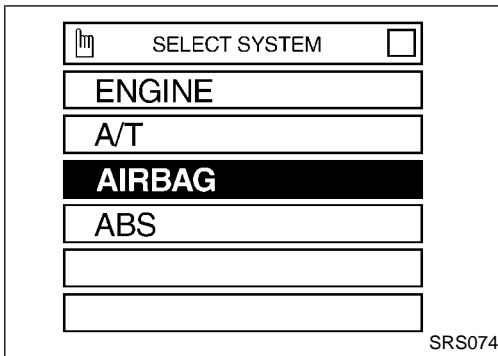 SELECT SYSTEM
ENGINE
A/T
AIRBAG
ABS
SRS074